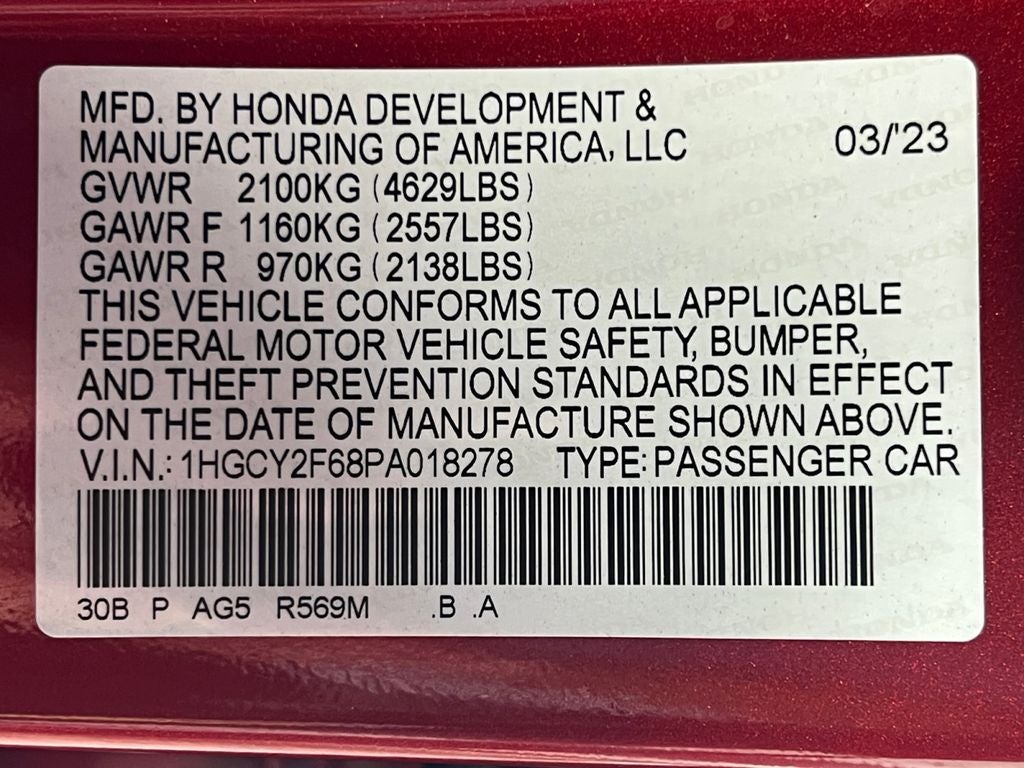 MFD. BY HONDA DEVELOPMENT &
MANUFACTURING OF AMERICA, LLC 03/'23
GVWR 2100KG (4629LBS)
GAWR F 1160KG (2557LBS)
GAWR R 970KG (2138LBS)
THIS VEHICLE CONFORMS TO ALL APPLICABLE
FEDERAL MOTOR VEHICLE SAFETY, BUMPER,
AND THEFT PREVENTION STANDARDS IN EFFECT
ON THE DATE OF MANUFACTURE SHOWN ABOVE.
V.I.N.: 1HGCY2F68PA018278 TYPE: PASSENGER CAR
30B P AG5 R569M .B .A